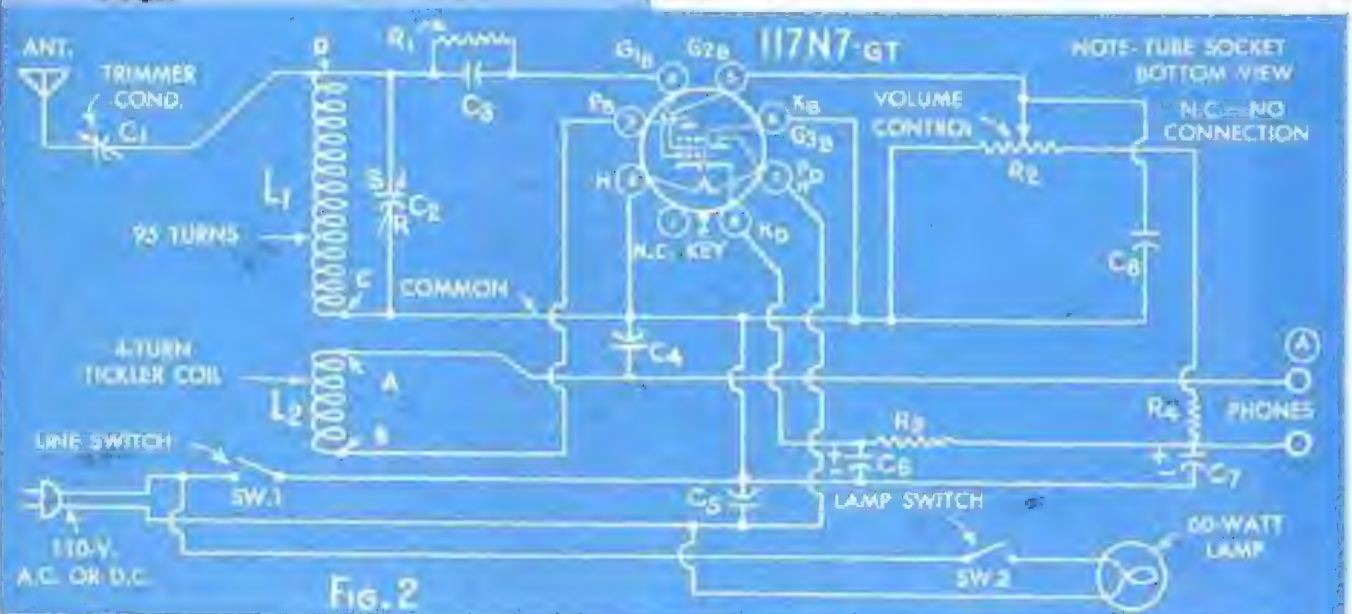 ANT.
TRIMMER
COND.
C1
D
R1
C3
G1B
G2B
117N7-GT
NOTE- TUBE SOCKET
BOTTOM VIEW
N.C.=NO
CONNECTION
VOLUME
CONTROL
R2
PB
KB
G3B
H
PD
H
N.C.
KEY
KD
L1
95 TURNS
S
C2
R
C
COMMON
C4
C8
4-TURN
TICKLER COIL
L2
A
B
A
PHONES
R3
R4
C6
+
-
C7
+
-
LINE SWITCH
SW.1
C5
LAMP SWITCH
SW.2
60-WATT
LAMP
110-V.
A.C. OR D.C.
FIG. 2